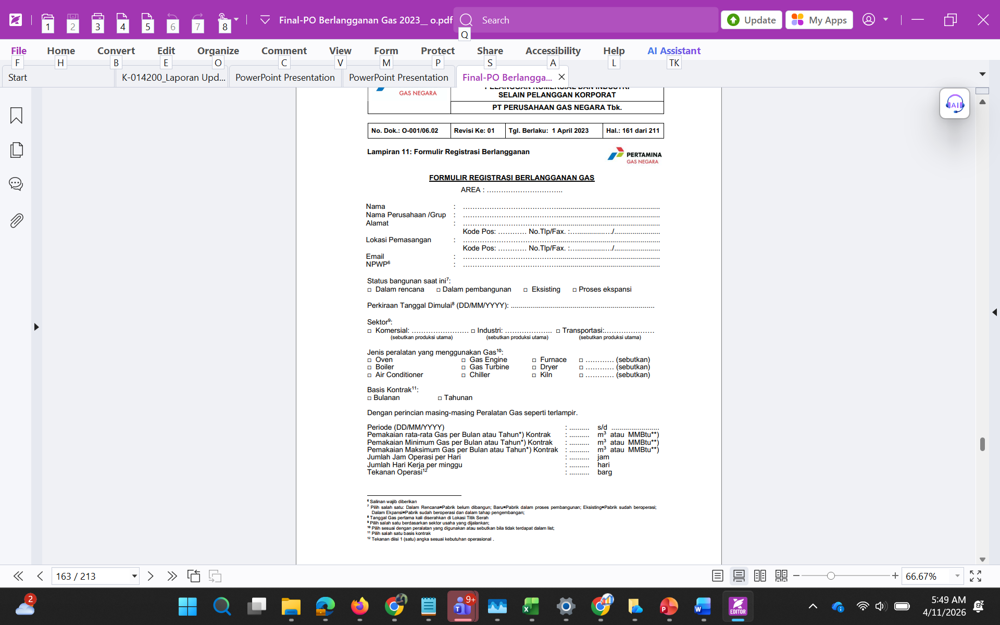 1 2 3 4 5 6 7 8
Final-PO Berlangganan Gas 2023__ o.pdf
Search
Q
Update
My Apps
File Home Convert Edit Organize Comment View Form Protect Share Accessibility Help AI Assistant
F H B E O C V M P S A L TK
Start
K-014200_Laporan Upd...
PowerPoint Presentation
PowerPoint Presentation
Final-PO Berlangga...
AI
GAS NEGARA
PELANGGAN KOMERSIAL DAN INDUSTRI
SELAIN PELANGGAN KORPORAT
PT PERUSAHAAN GAS NEGARA Tbk.
No. Dok.: O-001/06.02 Revisi Ke: 01 Tgl. Berlaku: 1 April 2023 Hal.: 161 dari 211
Lampiran 11: Formulir Registrasi Berlangganan
PERTAMINA
GAS NEGARA
FORMULIR REGISTRASI BERLANGGANAN GAS
AREA : …………………………..
Nama : …………………………………....................................................
Nama Perusahaan /Grup : …………………………………....................................................
Alamat : …………………………………....................................................
Kode Pos: ………… No.Tlp/Fax. :…..............…/.......................
Lokasi Pemasangan : …………………………………....................................................
Kode Pos: ………… No.Tlp/Fax. :…..............…/.......................
Email : …………………………………....................................................
NPWP⁶ : …………………………………....................................................
Status bangunan saat ini⁷:
□ Dalam rencana □ Dalam pembangunan □ Eksisting □ Proses ekspansi
Perkiraan Tanggal Dimulai⁸ (DD/MM/YYYY): ........................................................................
Sektor⁹:
□ Komersial: …………………… □ Industri: ……………….. □ Transportasi:…………………
(sebutkan produksi utama) (sebutkan produksi utama) (sebutkan produksi utama)
Jenis peralatan yang menggunakan Gas¹⁰:
□ Oven □ Gas Engine □ Furnace □ ………… (sebutkan)
□ Boiler □ Gas Turbine □ Dryer □ ………… (sebutkan)
□ Air Conditioner □ Chiller □ Kiln □ ………… (sebutkan)
Basis Kontrak¹¹:
□ Bulanan □ Tahunan
Dengan perincian masing-masing Peralatan Gas seperti terlampir.
Periode (DD/MM/YYYY) : .......... s/d ........................
Pemakaian rata-rata Gas per Bulan atau Tahun*) Kontrak : .......... m³ atau MMBtu**)
Pemakaian Minimum Gas per Bulan atau Tahun*) Kontrak : .......... m³ atau MMBtu**)
Pemakaian Maksimum Gas per Bulan atau Tahun*) Kontrak : .......... m³ atau MMBtu**)
Jumlah Jam Operasi per Hari : .......... jam
Jumlah Hari Kerja per minggu : .......... hari
Tekanan Operasi¹² : .......... barg
⁶ Salinan wajib diberikan
⁷ Pilih salah satu: Dalam Rencana=Pabrik belum dibangun; Baru=Pabrik dalam proses pembangunan; Eksisting=Pabrik sudah beroperasi;
Dalam Ekpansi=Pabrik sudah beroperasi dan dalam tahap pengembangan;
⁸ Tanggal Gas pertama kali diserahkan di Lokasi Titik Serah
⁹ Pilih salah satu berdasarkan sektor usaha yang dijalankan;
¹⁰ Pilih sesuai dengan peralatan yang digunakan atau sebutkan bila tidak terdapat dalam list;
¹¹ Pilih salah satu basis kontrak
¹² Tekanan diisi 1 (satu) angka sesuai kebutuhan operasional .
163 / 213
66.67%
2
9+
EDITOR
5:49 AM
4/11/2026